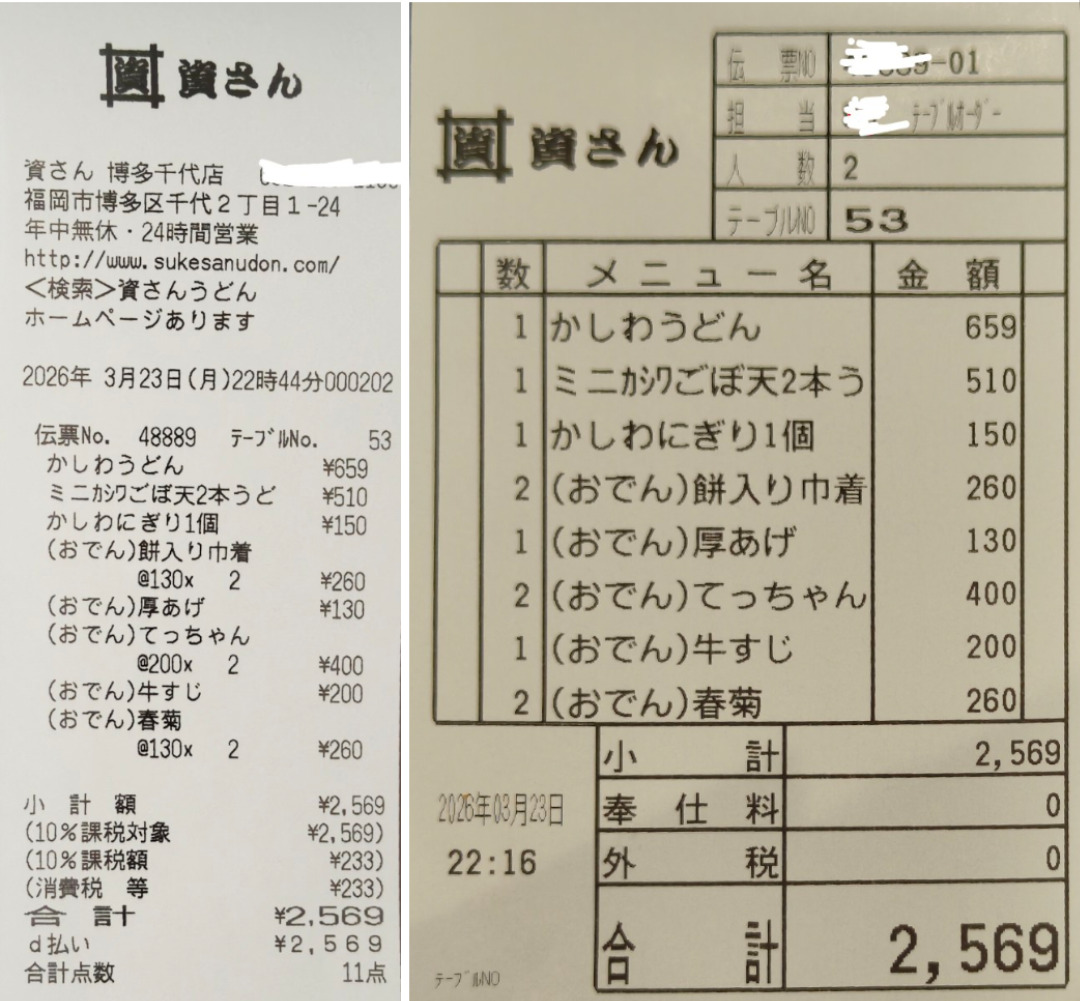 資 資さん
資さん 博多千代店
福岡市博多区千代2丁目1-24
年中無休・24時間営業
http://www.sukesanudon.com/
<検索>資さんうどん
ホームページあります
2026年 3月23日(月)22時44分000202
伝票No. 48889 ﾃｰﾌﾞﾙNo. 53
かしわうどん ¥659
ミニｶｼﾜごぼ天2本うど ¥510
かしわにぎり1個 ¥150
(おでん)餅入り巾着
@130x 2 ¥260
(おでん)厚あげ ¥130
(おでん)てっちゃん
@200x 2 ¥400
(おでん)牛すじ ¥200
(おでん)春菊
@130x 2 ¥260
小計額 ¥2,569
(10%課税対象 ¥2,569)
(10%課税額 ¥233)
(消費税 等 ¥233)
合計 ¥2,569
d払い ¥2,569
合計点数 11点
資 資さん
伝票NO -01
担当 ﾃｰﾌﾞﾙｵｰﾀﾞｰ
人数 2
テーブルNO 53
数 メニュー名 金額
1 かしわうどん 659
1 ミニｶｼﾜごぼ天2本う 510
1 かしわにぎり1個 150
2 (おでん)餅入り巾着 260
1 (おでん)厚あげ 130
2 (おでん)てっちゃん 400
1 (おでん)牛すじ 200
2 (おでん)春菊 260
小計 2,569
2026年03月23日 奉仕料 0
22:16 外税 0
合計 2,569
ﾃｰﾌﾞﾙNO